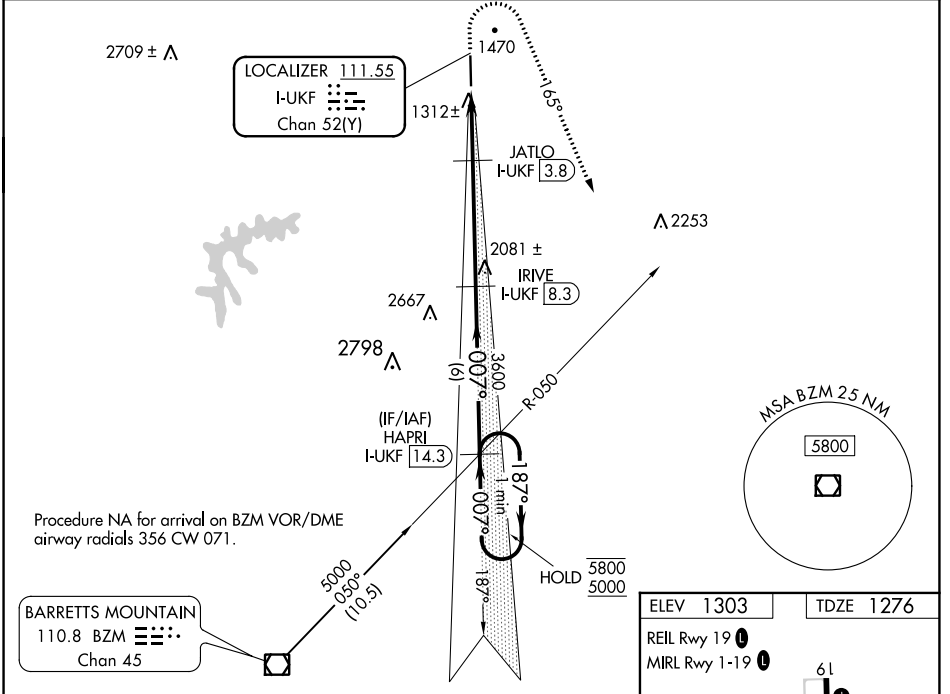 2709 ±
LOCALIZER 111.55
I-UKF
Chan 52(Y)
1470
165°
1312±
JATLO
I-UKF 3.8
2253
2081 ±
IRIVE
I-UKF 8.3
2667
2798
007°
(6)
3600
R-050
(IF/IAF)
HAPRI
I-UKF 14.3
187°
1 min
007°
187°
HOLD 5800
5000
MSA BZM 25 NM
5800
Procedure NA for arrival on BZM VOR/DME
airway radials 356 CW 071.
5000
050°
(10.5)
BARRETTS MOUNTAIN
110.8 BZM
Chan 45
ELEV 1303
TDZE 1276
REIL Rwy 19 L
MIRL Rwy 1-19 L
19
L